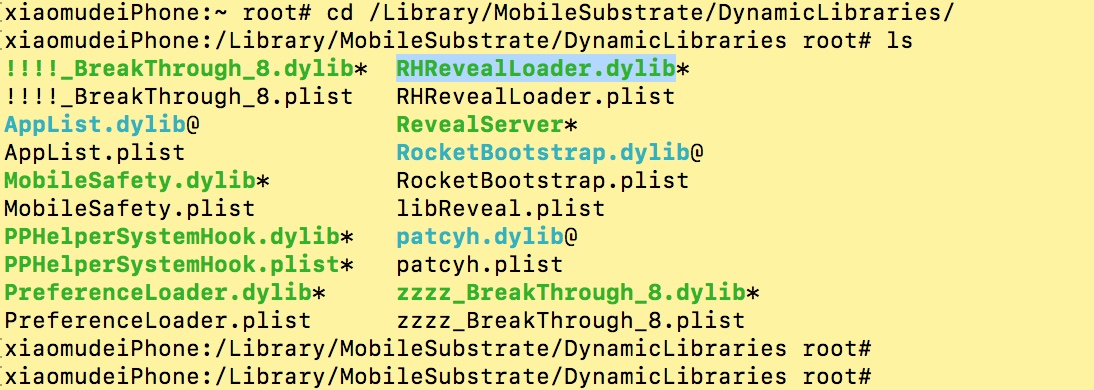 xiaomudeiPhone:~ root# cd /Library/MobileSubstrate/DynamicLibraries/
xiaomudeiPhone:/Library/MobileSubstrate/DynamicLibraries root# ls
!!!!_BreakThrough_8.dylib* RHRevealLoader.dylib*
!!!!_BreakThrough_8.plist RHRevealLoader.plist
AppList.dylib@ RevealServer*
AppList.plist RocketBootstrap.dylib@
MobileSafety.dylib* RocketBootstrap.plist
MobileSafety.plist libReveal.plist
PPHelperSystemHook.dylib* patcyh.dylib@
PPHelperSystemHook.plist* patcyh.plist
PreferenceLoader.dylib* zzzz_BreakThrough_8.dylib*
PreferenceLoader.plist zzzz_BreakThrough_8.plist
xiaomudeiPhone:/Library/MobileSubstrate/DynamicLibraries root#
xiaomudeiPhone:/Library/MobileSubstrate/DynamicLibraries root#